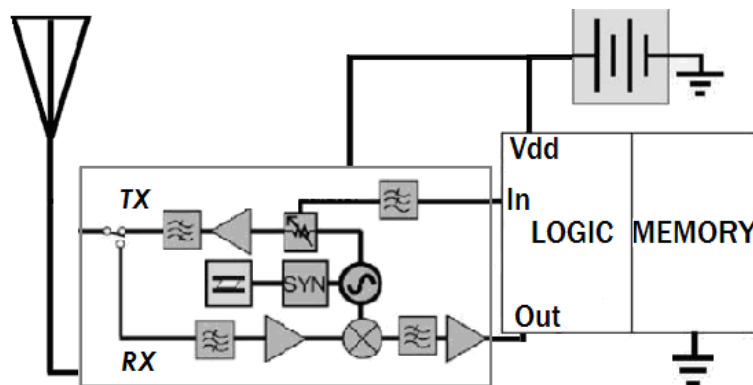 Vdd
TX
In
LOGIC
MEMORY
SYN
Out
RX